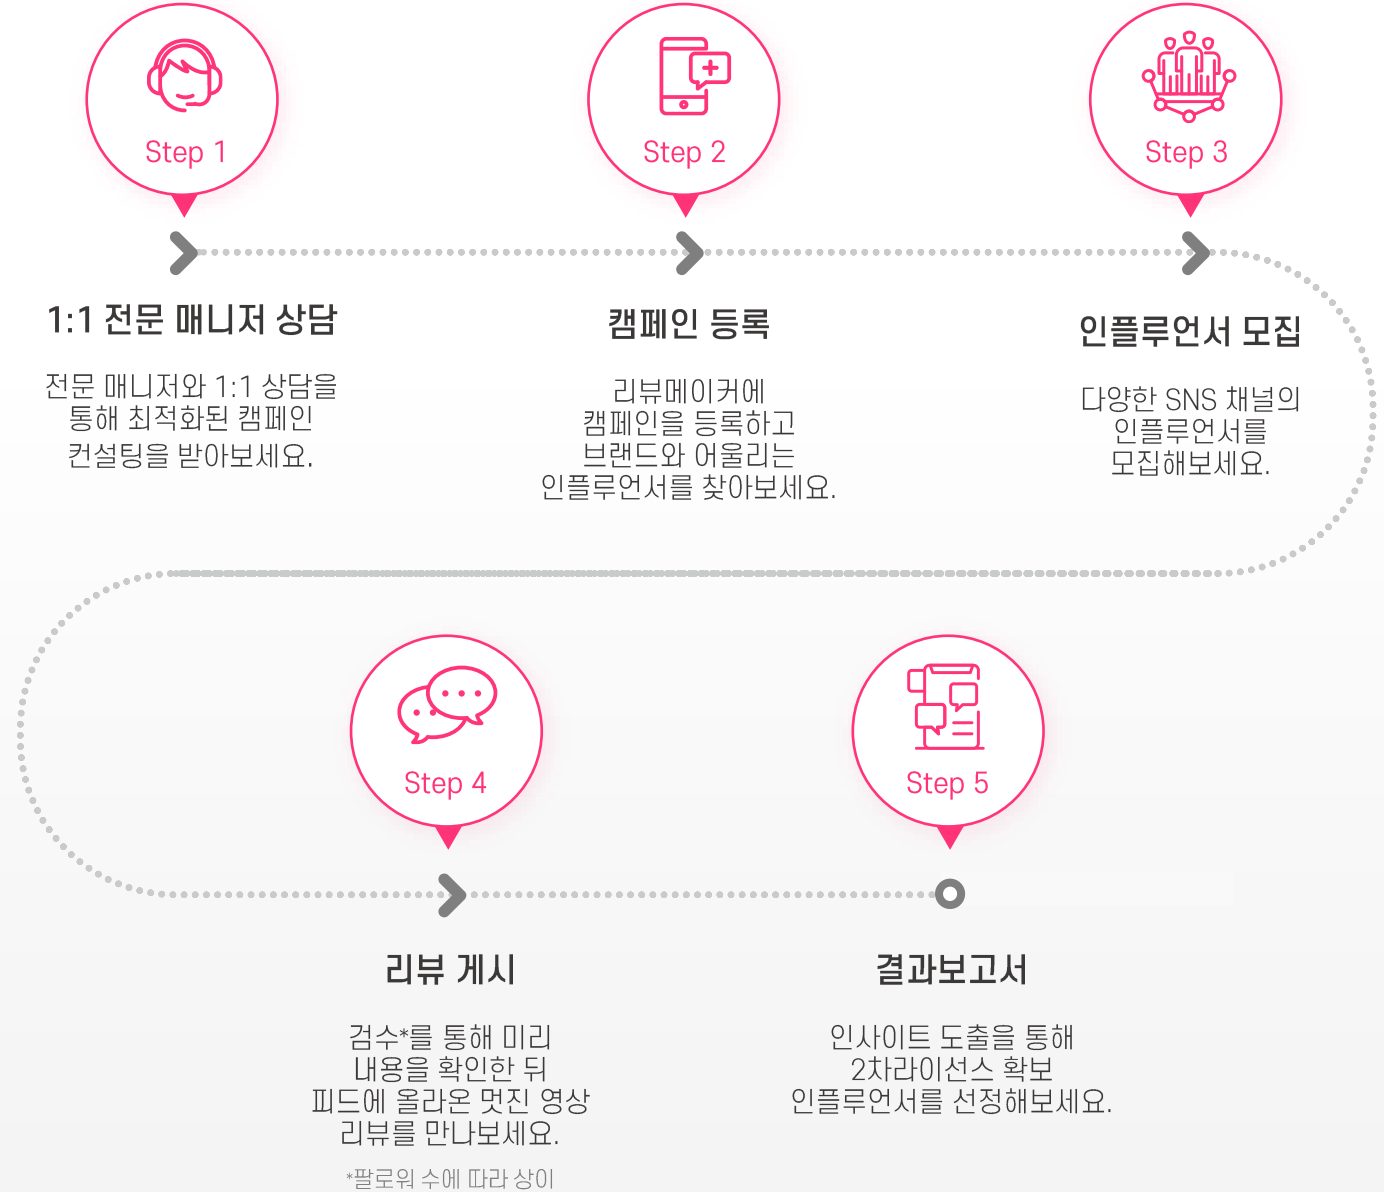 Step 1
1:1 전문 매니저 상담
전문 매니저와 1:1 상담을
통해 최적화된 캠페인
컨설팅을 받아보세요.
Step 2
캠페인 등록
리뷰메이커에
캠페인을 등록하고
브랜드와 어울리는
인플루언서를 찾아보세요.
Step 3
인플루언서 모집
다양한 SNS 채널의
인플루언서를
모집해보세요.
Step 4
리뷰 게시
검수*를 통해 미리
내용을 확인한 뒤
피드에 올라온 멋진 영상
리뷰를 만나보세요.
*팔로워 수에 따라 상이
Step 5
결과보고서
인사이트 도출을 통해
2차라이선스 확보
인플루언서를 선정해보세요.